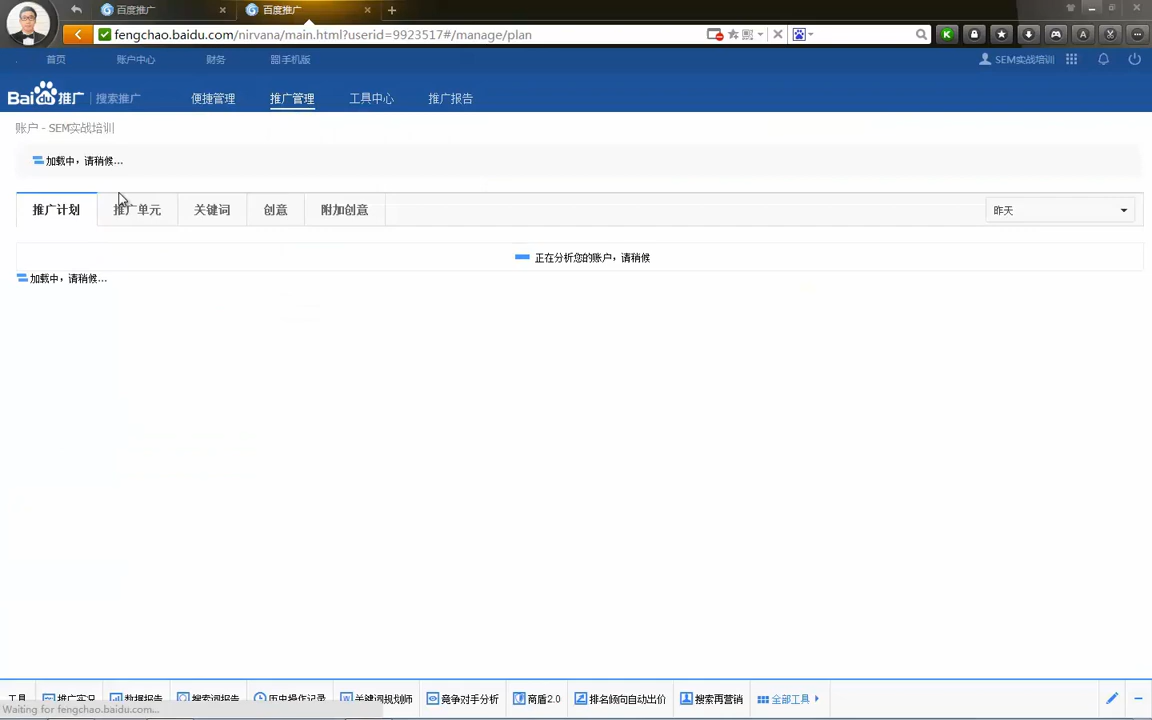 百度推广
百度推广
fengchao.baidu.com/nirvana/main.html?userid=9923517#/manage/plan
首页
账户中心
财务
手机版
SEM实战培训
Bai 推广 搜索推广
便捷管理
推广管理
工具中心
推广报告
账户 - SEM实战培训
加载中，请稍候...
推广计划
推广单元
关键词
创意
附加创意
昨天
正在分析您的账户，请稍候
加载中，请稍候...
工具
推广实况
数据报告
搜索词报告
历史操作记录
关键词规划师
竞争对手分析
商盾2.0
排名倾向自动出价
搜索再营销
全部工具
Waiting for fengchao.baidu.com...